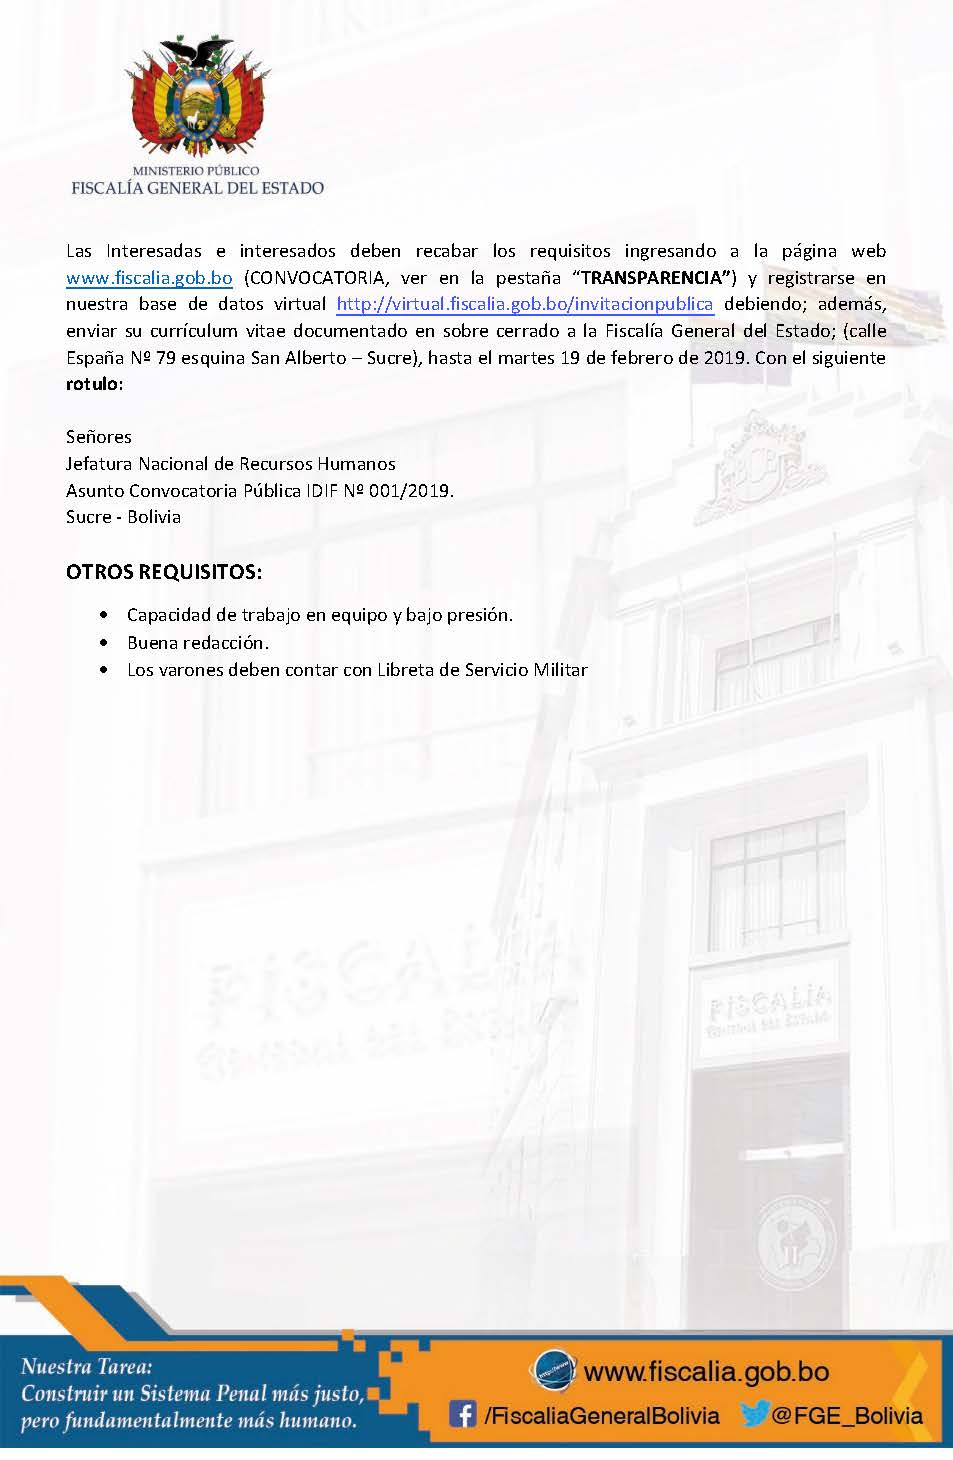 MINISTERIO PÚBLICO
FISCALÍA GENERAL DEL ESTADO
Las Interesadas e interesados deben recabar los requisitos ingresando a la página web
www.fiscalia.gob.bo (CONVOCATORIA, ver en la pestaña “TRANSPARENCIA”) y registrarse en
nuestra base de datos virtual http://virtual.fiscalia.gob.bo/invitacionpublica debiendo; además,
enviar su currículum vitae documentado en sobre cerrado a la Fiscalía General del Estado; (calle
España Nº 79 esquina San Alberto – Sucre), hasta el martes 19 de febrero de 2019. Con el siguiente
rotulo:
Señores
Jefatura Nacional de Recursos Humanos
Asunto Convocatoria Pública IDIF Nº 001/2019.
Sucre - Bolivia
OTROS REQUISITOS:
• Capacidad de trabajo en equipo y bajo presión.
• Buena redacción.
• Los varones deben contar con Libreta de Servicio Militar
FISCALÍA
GENERAL DEL ESTADO
FISCALÍA
GENERAL DEL ESTADO
Nuestra Tarea:
Construir un Sistema Penal más justo,
pero fundamentalmente más humano.
http://www
www.fiscalia.gob.bo
/FiscaliaGeneralBolivia
@FGE_Bolivia